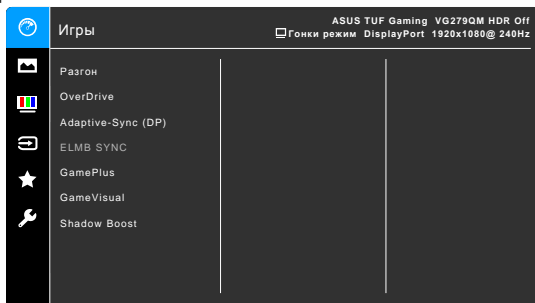 Игры
ASUS TUF Gaming VG279QM HDR Off
Гонки режим DisplayPort 1920x1080@ 240Hz
Разгон
OverDrive
Adaptive-Sync (DP)
ELMB SYNC
GamePlus
GameVisual
Shadow Boost